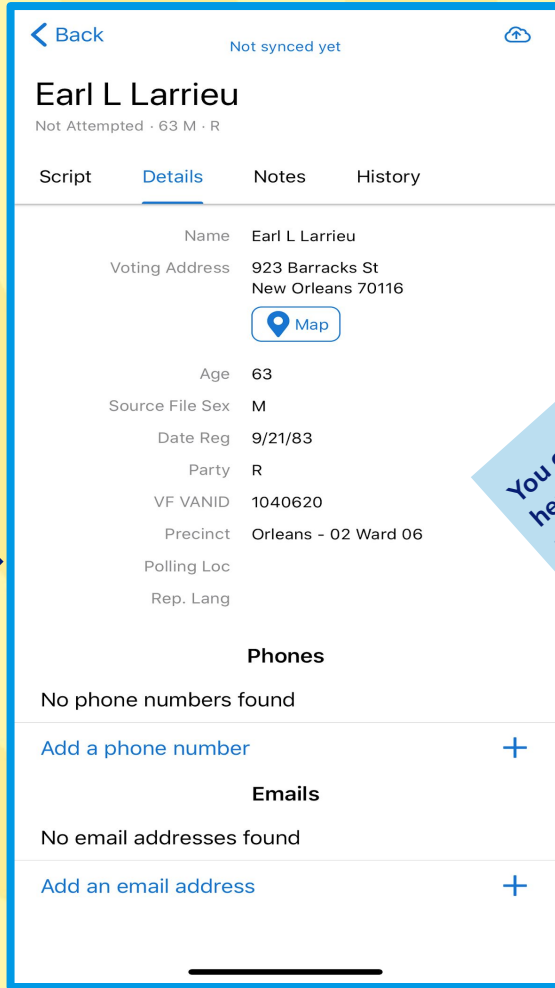 Back
Not synced yet
Earl L Larrieu
Not Attempted · 63 M · R
Script Details Notes History
Name Earl L Larrieu
Voting Address 923 Barracks St
New Orleans 70116
Map
Age 63
Source File Sex M
Date Reg 9/21/83
Party R
VF VANID 1040620
Precinct Orleans - 02 Ward 06
Polling Loc
Rep. Lang
You
Phones
No phone numbers found
Add a phone number +
Emails
No email addresses found
Add an email address +